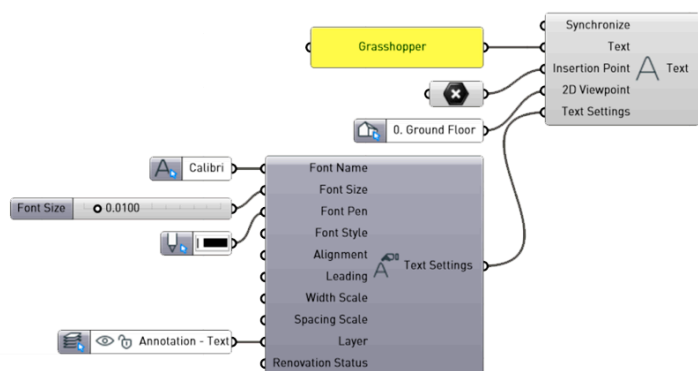 Synchronize
Grasshopper
Text
Insertion Point
Text
2D Viewpoint
0. Ground Floor
Text Settings
Calibri
Font Name
Font Size
Font Size
0.0100
Font Pen
Font Style
Alignment
Text Settings
Leading
Width Scale
Spacing Scale
Annotation - Text
Layer
Renovation Status